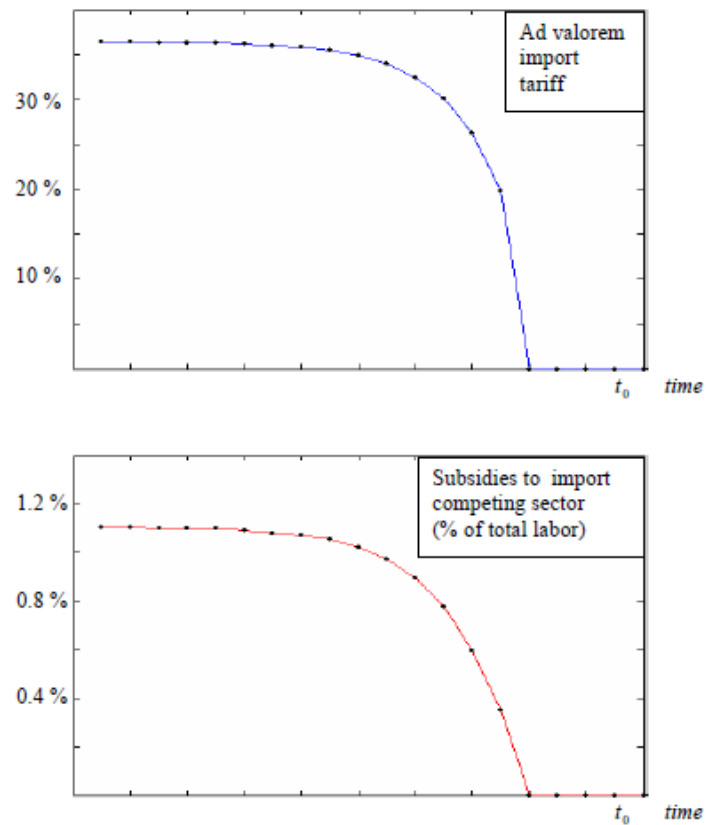 Ad valorem
import
tariff
30 %
20 %
10 %
t0 time
Subsidies to import
competing sector
(% of total labor)
1.2 %
0.8 %
0.4 %
t0 time